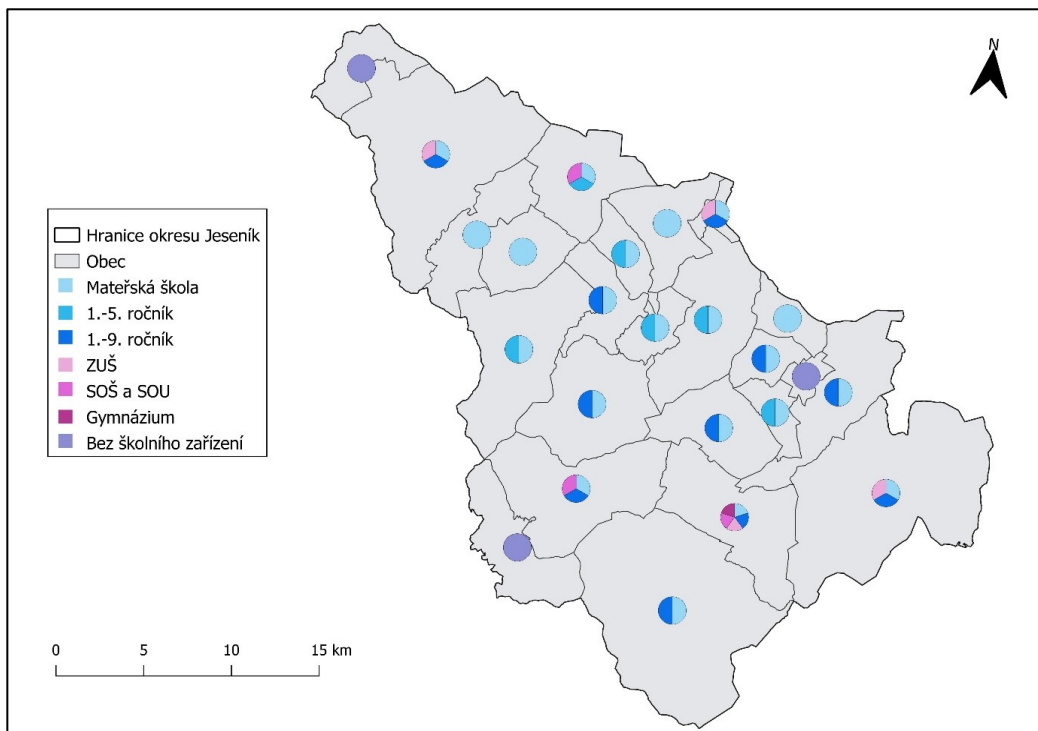 N
Hranice okresu Jeseník
Obec
Mateřská škola
1.-5. ročník
1.-9. ročník
ZUŠ
SOŠ a SOU
Gymnázium
Bez školního zařízení
0 5 10 15 km